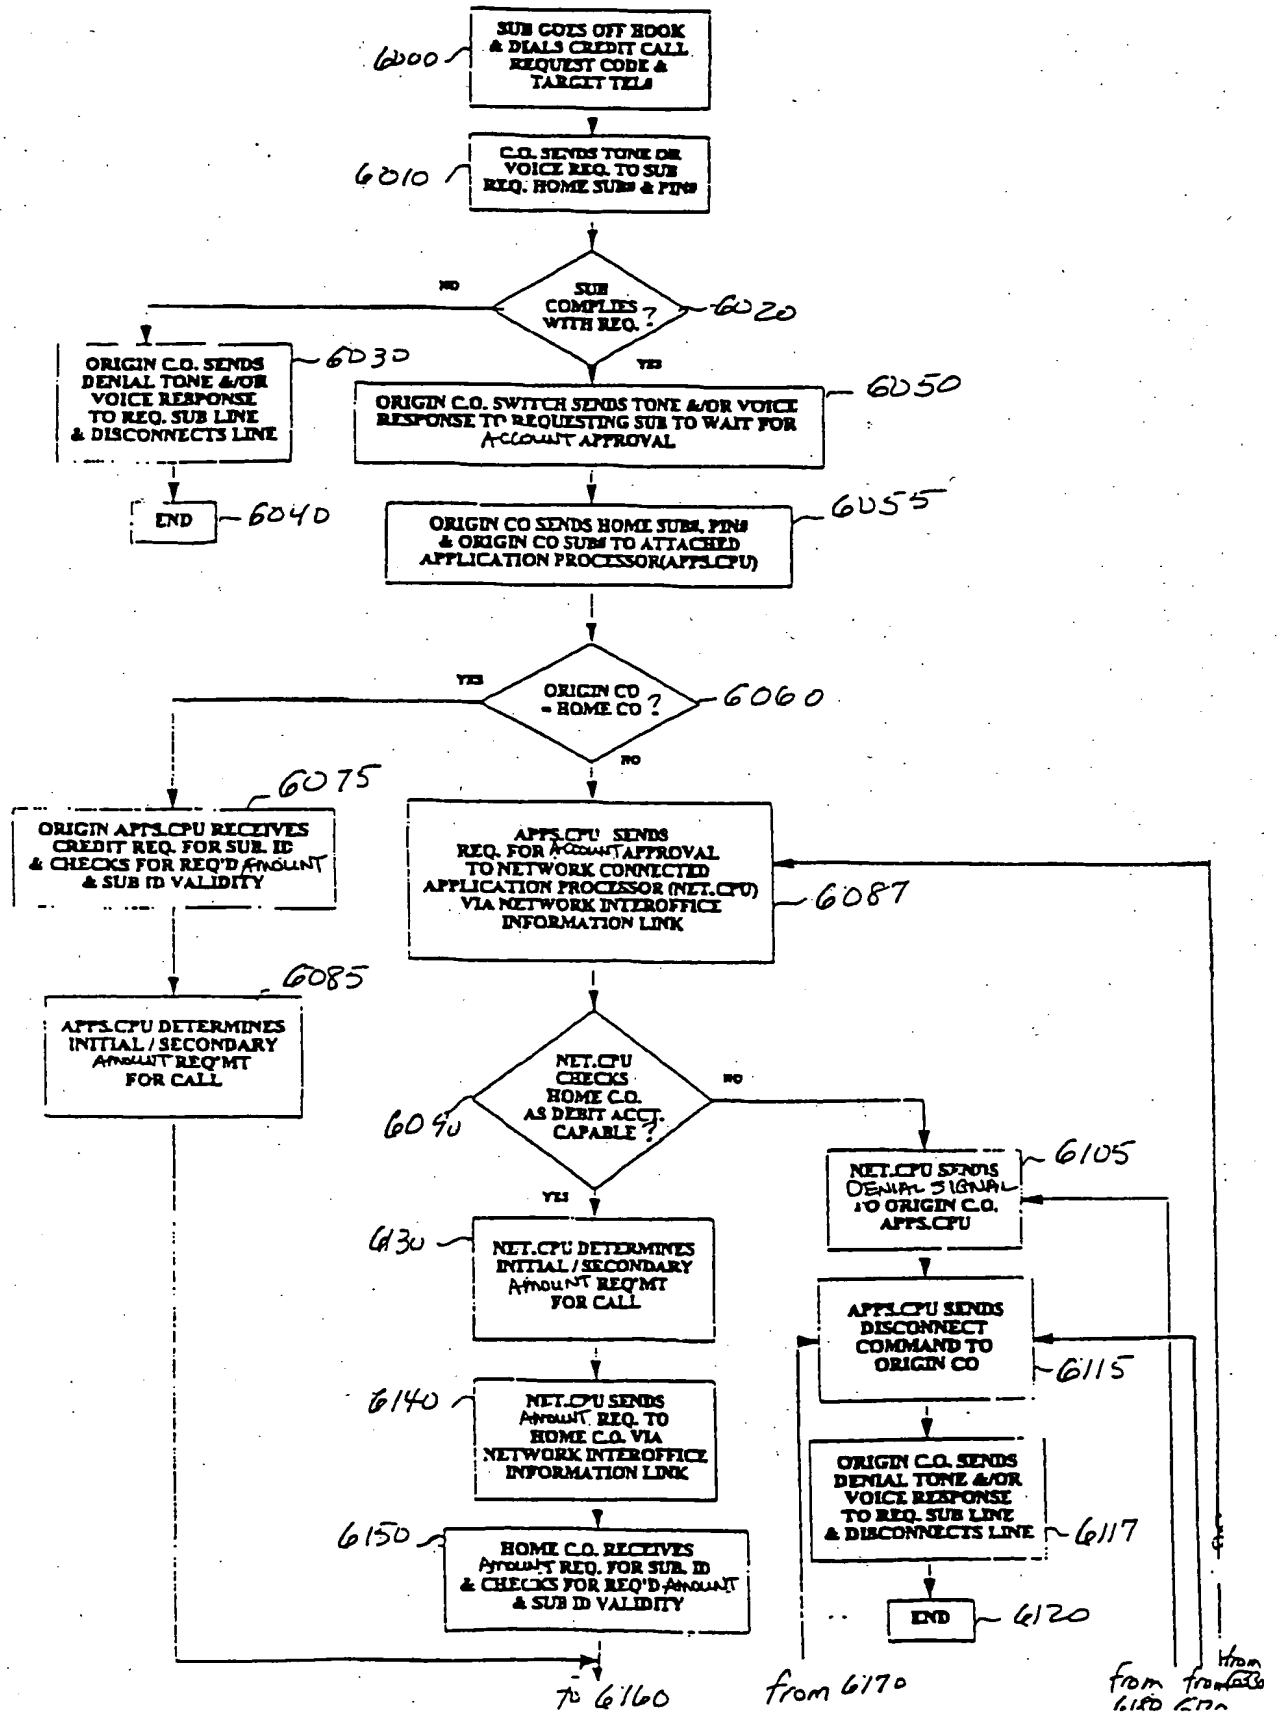 SUB GOES OFF HOOK
& DIALS CREDIT CALL
REQUEST CODE &
TARGET TEL#
6000
C.O. SENDS TONE OR
VOICE REQ. TO SUB
REQ. HOME SUB# & PIN#
6010
NO
SUB
COMPLIES
WITH REQ.?
6020
YES
ORIGIN C.O. SENDS
DENIAL TONE &/OR
VOICE RESPONSE
TO REQ. SUB LINE
& DISCONNECTS LINE
6030
END
6040
ORIGIN C.O. SWITCH SENDS TONE &/OR VOICE
RESPONSE TO REQUESTING SUB TO WAIT FOR
ACCOUNT APPROVAL
6050
ORIGIN CO SENDS HOME SUB#, PIN#
& ORIGIN CO SUB# TO ATTACHED
APPLICATION PROCESSOR(APPS.CPU)
6055
YES
ORIGIN CO
= HOME CO ?
6060
NO
6075
ORIGIN APPS.CPU RECEIVES
CREDIT REQ. FOR SUB. ID
& CHECKS FOR REQ'D AMOUNT
& SUB ID VALIDITY
6085
APPS.CPU DETERMINES
INITIAL / SECONDARY
AMOUNT REQ'MT
FOR CALL
APPS.CPU SENDS
REQ. FOR ACCOUNT APPROVAL
TO NETWORK CONNECTED
APPLICATION PROCESSOR (NET.CPU)
VIA NETWORK INTEROFFICE
INFORMATION LINK
6087
NET.CPU
CHECKS
HOME C.O.
AS DEBIT ACCT.
CAPABLE ?
6090
NO
YES
NET.CPU SENDS
DENIAL SIGNAL
TO ORIGIN C.O.
APPS.CPU
6105
6130
NET.CPU DETERMINES
INITIAL / SECONDARY
AMOUNT REQ'MT
FOR CALL
APPS.CPU SENDS
DISCONNECT
COMMAND TO
ORIGIN CO
6115
6140
NET.CPU SENDS
AMOUNT REQ. TO
HOME C.O. VIA
NETWORK INTEROFFICE
INFORMATION LINK
ORIGIN C.O. SENDS
DENIAL TONE &/OR
VOICE RESPONSE
TO REQ. SUB LINE
& DISCONNECTS LINE
6117
6150
HOME C.O. RECEIVES
AMOUNT REQ. FOR SUB. ID
& CHECKS FOR REQ'D AMOUNT
& SUB ID VALIDITY
END
6120
to 6160
from 6170
from
6180
from
from